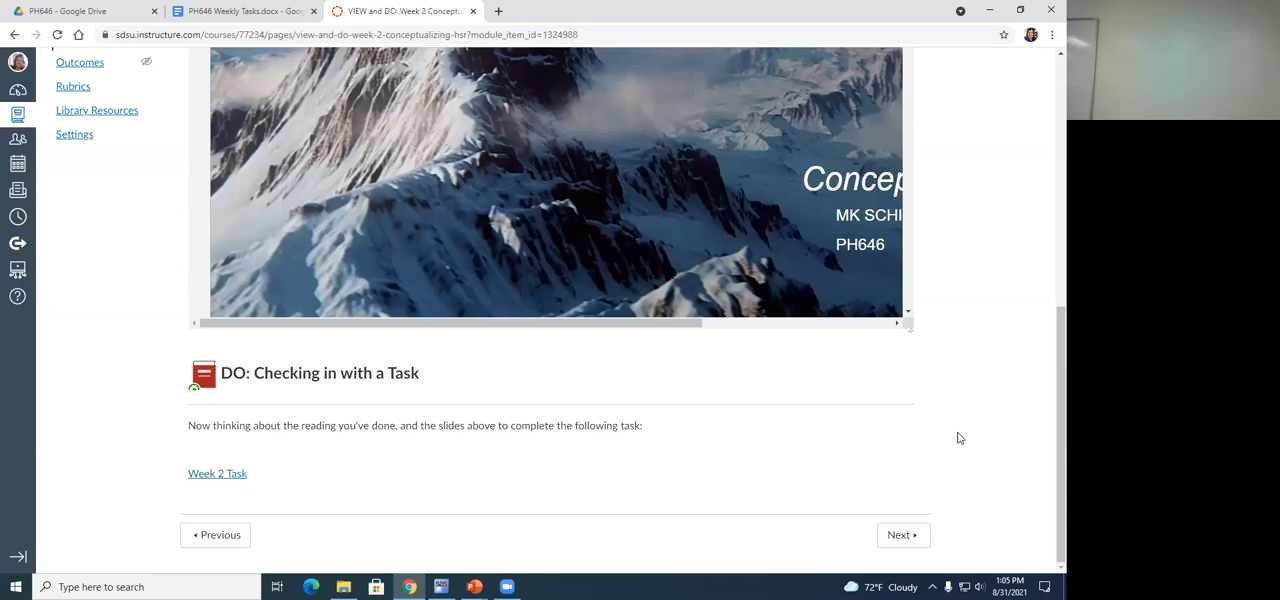 PH646 - Google Drive
PH646 Weekly Tasks.docx - Goog
VIEW and DO: Week 2 Conceptu
sdsu.instructure.com/courses/77234/pages/view-and-do-week-2-conceptualizing-hsr?module_item_id=1324988
Outcomes
Rubrics
Library Resources
Settings
Concep
MK SCHI
PH646
DO: Checking in with a Task
Now thinking about the reading you've done, and the slides above to complete the following task:
Week 2 Task
Previous
Next
Type here to search
72°F Cloudy
1:05 PM
8/31/2021